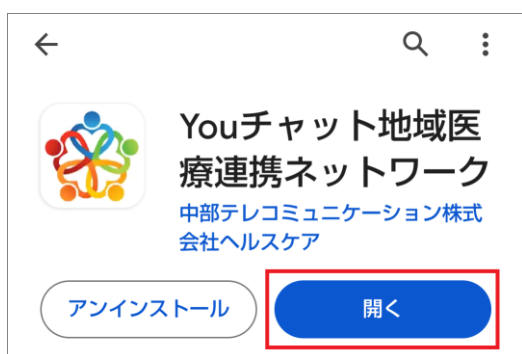 Youチャット地域医
療連携ネットワーク
中部テレコミュニケーション株式
会社ヘルスケア
アンインストール
開く